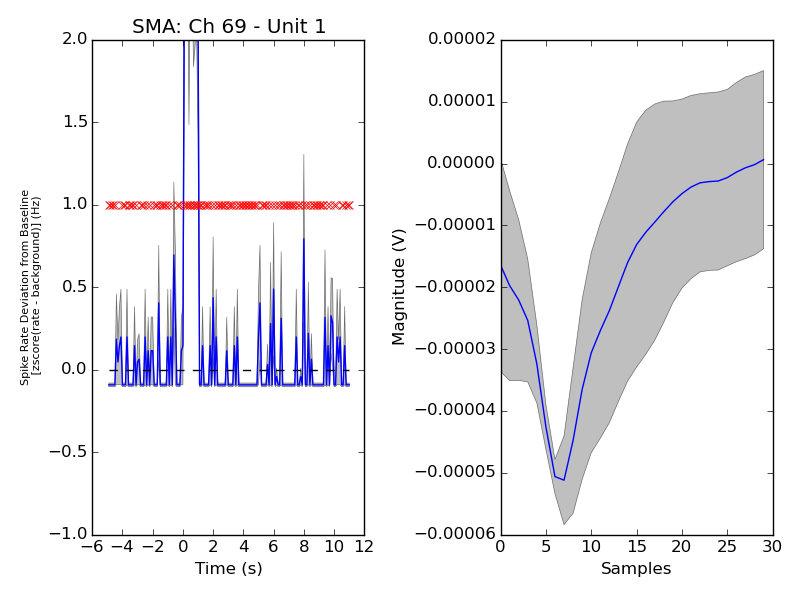 SMA: Ch 69 - Unit 1
Spike Rate Deviation from Baseline
[zscore(rate - background)] (Hz)
2.0
1.5
1.0
0.5
0.0
−0.5
−1.0
−6 −4 −2 0 2 4 6 8 10 12
Time (s)
Magnitude (V)
0.00002
0.00001
0.00000
−0.00001
−0.00002
−0.00003
−0.00004
−0.00005
−0.00006
0 5 10 15 20 25 30
Samples